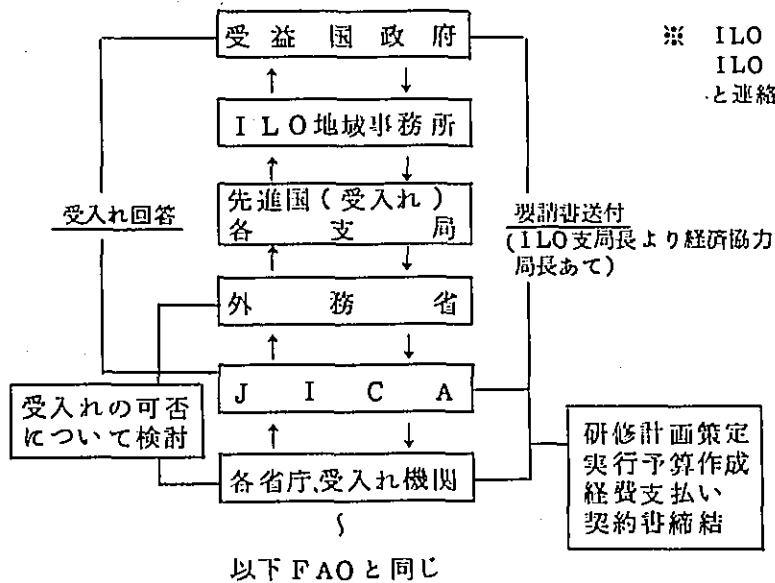 受益国政府
※ ILO
ILO
と連絡
↑ ↓
ILO地域事務所
↑ ↓
先進国(受入れ)
各支局
受入れ回答
要請書送付
(ILO支局長より経済協力
局長あて)
↑ ↓
外務省
↑ ↓
JICA
受入れの可否
について検討
↑ ↓
各省庁、受入れ機関
研修計画策定
実行予算作成
経費支払い
契約書締結
以下FAOと同じ